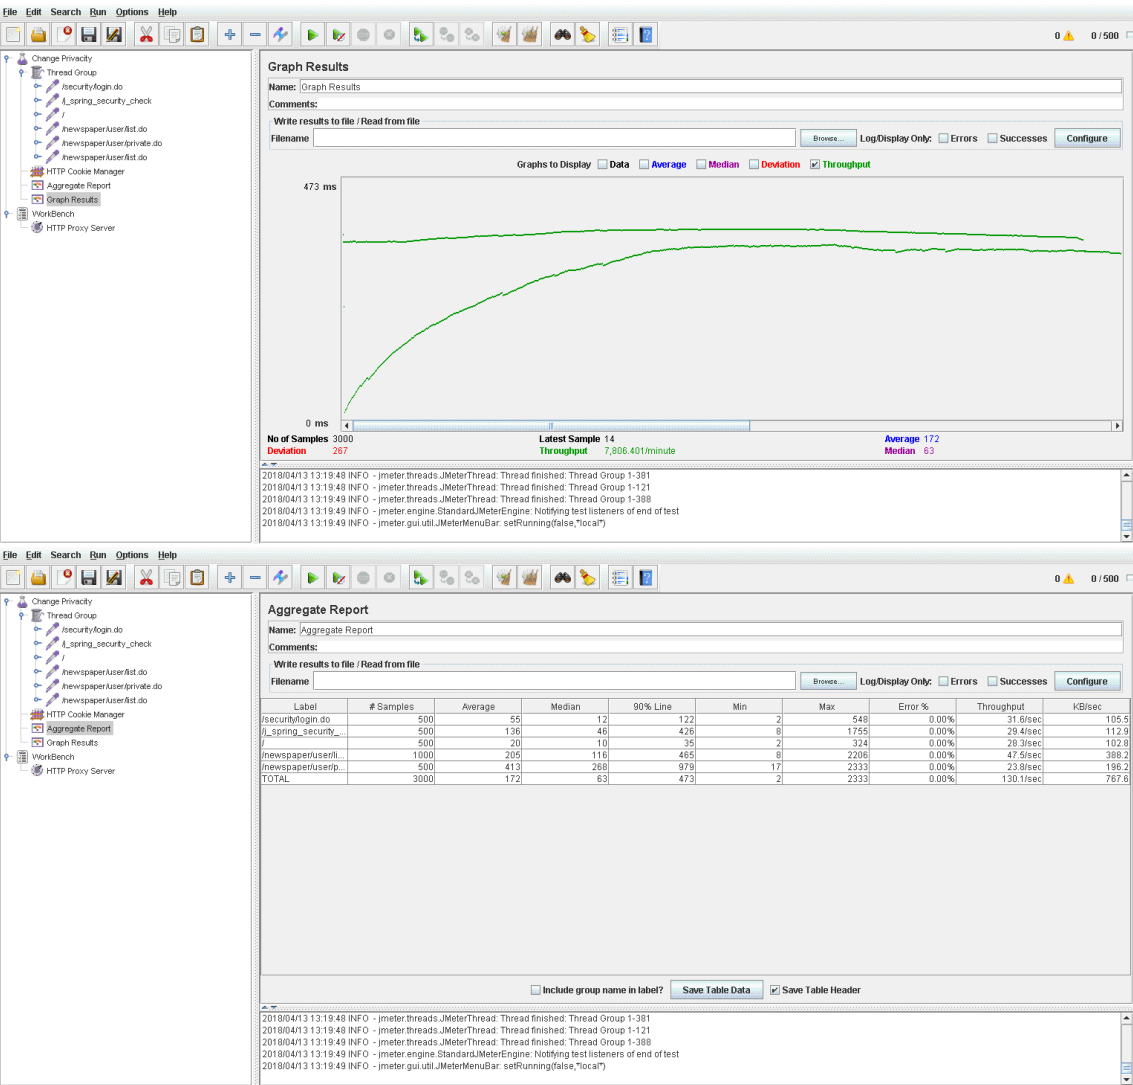 File Edit Search Run Options Help
0 0 / 500
Change Privacity
Thread Group
/security/login.do
/j_spring_security_check
/
/newspaper/user/list.do
/newspaper/user/private.do
/newspaper/user/list.do
HTTP Cookie Manager
Aggregate Report
Graph Results
WorkBench
HTTP Proxy Server
Graph Results
Name: Graph Results
Comments:
Write results to file / Read from file
Filename Browse... Log/Display Only: Errors Successes Configure
Graphs to Display Data Average Median Deviation Throughput
473 ms
0 ms
No of Samples 3000 Latest Sample 14 Average 172
Deviation 267 Throughput 7,806.401/minute Median 63
2018/04/13 13:19:48 INFO - jmeter.threads.JMeterThread: Thread finished: Thread Group 1-381
2018/04/13 13:19:48 INFO - jmeter.threads.JMeterThread: Thread finished: Thread Group 1-121
2018/04/13 13:19:49 INFO - jmeter.threads.JMeterThread: Thread finished: Thread Group 1-388
2018/04/13 13:19:49 INFO - jmeter.engine.StandardJMeterEngine: Notifying test listeners of end of test
2018/04/13 13:19:49 INFO - jmeter.gui.util.JMeterMenuBar: setRunning(false,*local*)
File Edit Search Run Options Help
0 0 / 500
Change Privacity
Thread Group
/security/login.do
/j_spring_security_check
/
/newspaper/user/list.do
/newspaper/user/private.do
/newspaper/user/list.do
HTTP Cookie Manager
Aggregate Report
Graph Results
WorkBench
HTTP Proxy Server
Aggregate Report
Name: Aggregate Report
Comments:
Write results to file / Read from file
Filename Browse... Log/Display Only: Errors Successes Configure
Label # Samples Average Median 90% Line Min Max Error % Throughput KB/sec
/security/login.do 500 55 12 122 2 548 0.00% 31.6/sec 105.5
/j_spring_security_... 500 136 46 426 8 1755 0.00% 29.4/sec 112.9
/ 500 20 10 35 2 324 0.00% 28.3/sec 102.8
/newspaper/user/li... 1000 205 116 465 8 2206 0.00% 47.5/sec 388.2
/newspaper/user/p... 500 413 268 979 17 2333 0.00% 23.8/sec 196.2
TOTAL 3000 172 63 473 2 2333 0.00% 130.1/sec 767.6
Include group name in label? Save Table Data Save Table Header
2018/04/13 13:19:48 INFO - jmeter.threads.JMeterThread: Thread finished: Thread Group 1-381
2018/04/13 13:19:48 INFO - jmeter.threads.JMeterThread: Thread finished: Thread Group 1-121
2018/04/13 13:19:49 INFO - jmeter.threads.JMeterThread: Thread finished: Thread Group 1-388
2018/04/13 13:19:49 INFO - jmeter.engine.StandardJMeterEngine: Notifying test listeners of end of test
2018/04/13 13:19:49 INFO - jmeter.gui.util.JMeterMenuBar: setRunning(false,*local*)